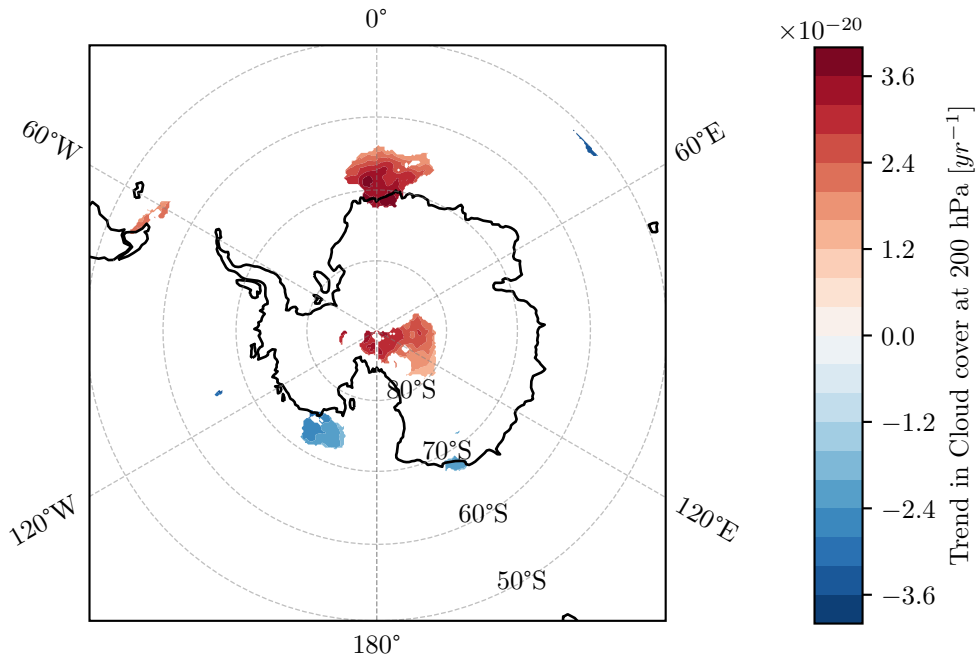 0°
×10⁻²⁰
60°W
60°E
3.6
2.4
1.2
0.0
−1.2
−2.4
−3.6
Trend in Cloud cover at 200 hPa [yr⁻¹]
80°S
70°S
60°S
50°S
120°W
120°E
180°